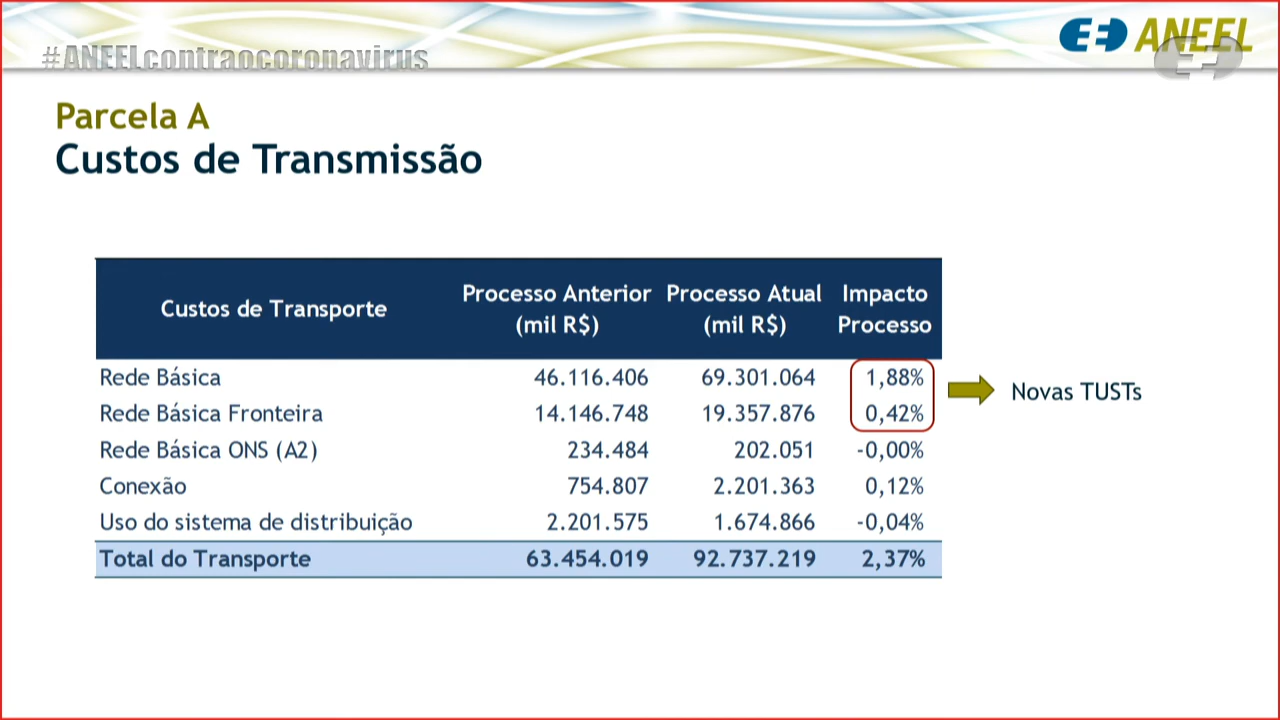 #ANEELcontraocoronavirus
ANEEL
Parcela A
Custos de Transmissão
Custos de Transporte Processo Anterior (mil R$) Processo Atual (mil R$) Impacto Processo
Rede Básica 46.116.406 69.301.064 1,88%
Novas TUSTs
Rede Básica Fronteira 14.146.748 19.357.876 0,42%
Rede Básica ONS (A2) 234.484 202.051 -0,00%
Conexão 754.807 2.201.363 0,12%
Uso do sistema de distribuição 2.201.575 1.674.866 -0,04%
Total do Transporte 63.454.019 92.737.219 2,37%